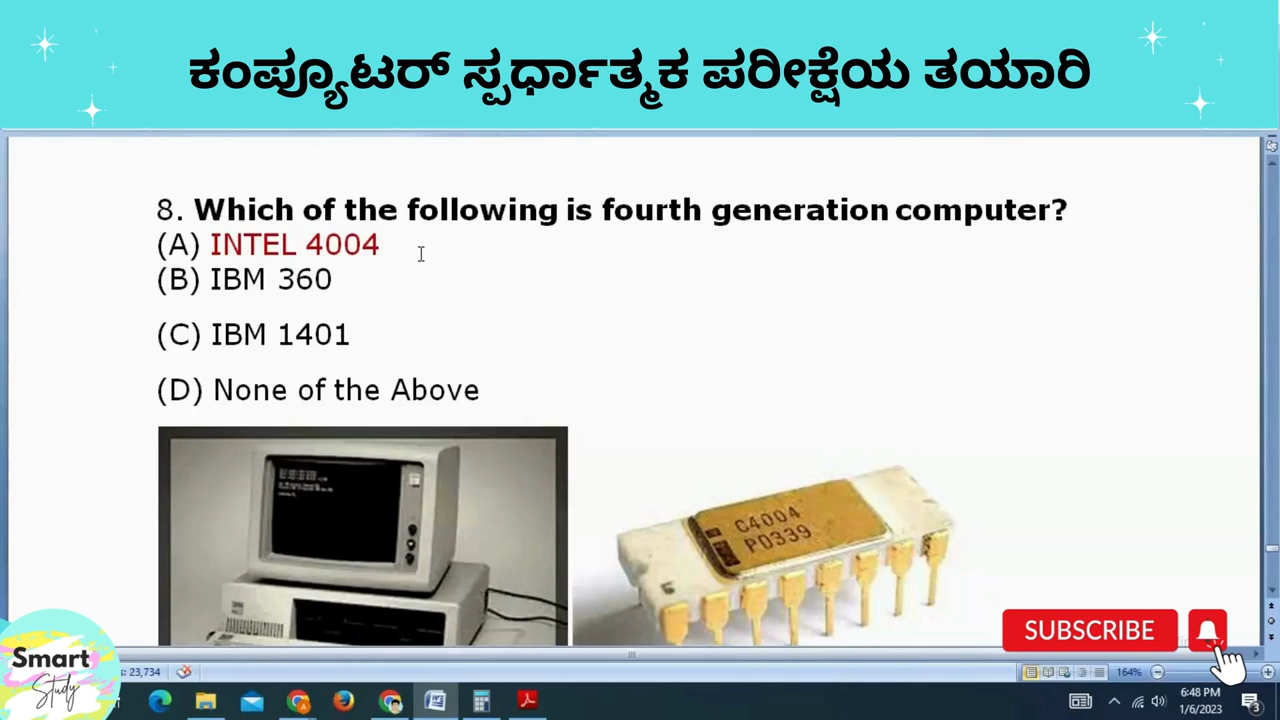 ಕಂಪ್ಯೂಟರ್ ಸ್ಪರ್ಧಾತ್ಮಕ ಪರೀಕ್ಷೆಯ ತಯಾರಿ
8. Which of the following is fourth generation computer?
(A) INTEL 4004
(B) IBM 360
(C) IBM 1401
(D) None of the Above
C4004
P0339
SUBSCRIBE
Smart
Study
: 23,734
164%
6:48 PM
1/6/2023
3